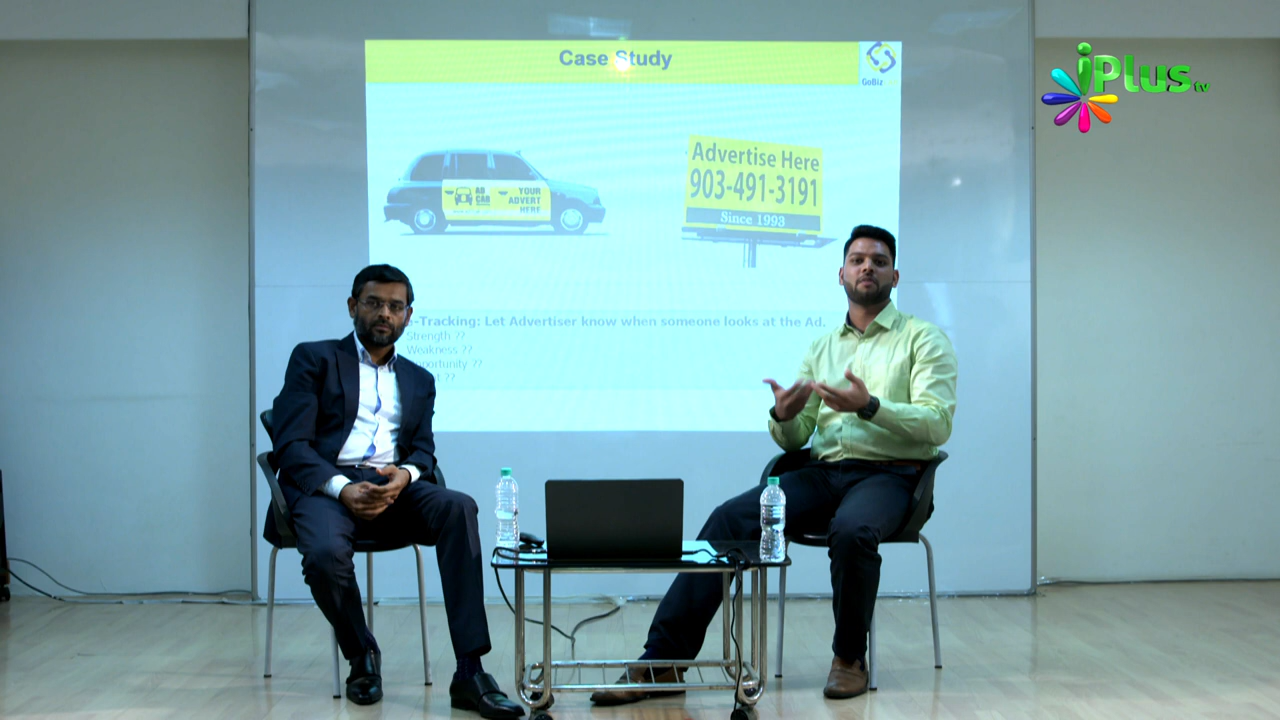 Case Study
GoBiz
iPlus tv
Advertise Here
903-491-3191
Since 1993
AD
CAR
YOUR
ADVERT
HERE
e-Tracking: Let Advertiser know when someone looks at the Ad.
Strength ??
Weakness ??
Opportunity ??
??